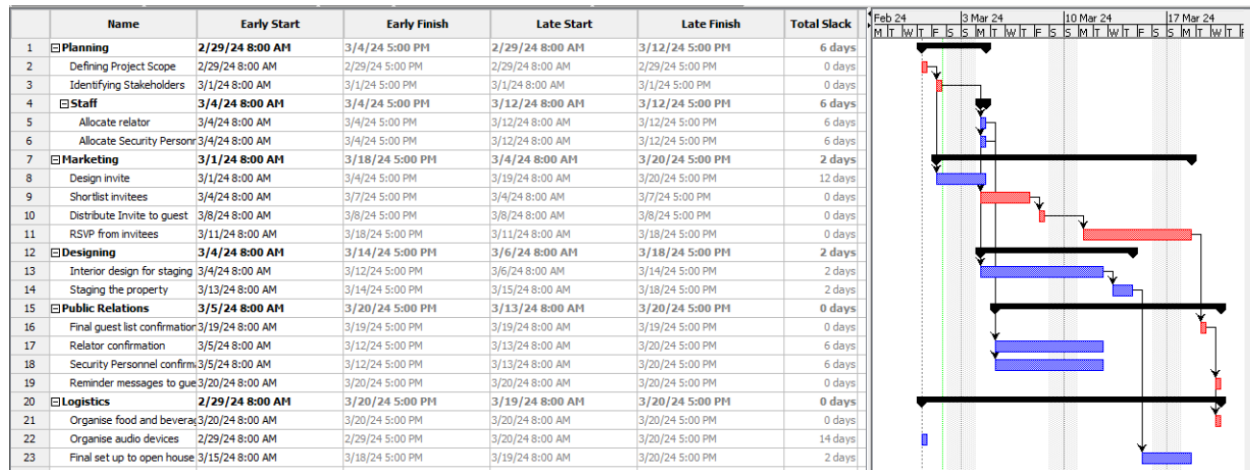 Name Early Start Early Finish Late Start Late Finish Total Slack
Feb 24 3 Mar 24 10 Mar 24 17 Mar 24
M T W T F S S M T W T F S S M T W T F S S M T W T F
1 Planning 2/29/24 8:00 AM 3/4/24 5:00 PM 2/29/24 8:00 AM 3/12/24 5:00 PM 6 days
2 Defining Project Scope 2/29/24 8:00 AM 2/29/24 5:00 PM 2/29/24 8:00 AM 2/29/24 5:00 PM 0 days
3 Identifying Stakeholders 3/1/24 8:00 AM 3/1/24 5:00 PM 3/1/24 8:00 AM 3/1/24 5:00 PM 0 days
4 Staff 3/4/24 8:00 AM 3/4/24 5:00 PM 3/12/24 8:00 AM 3/12/24 5:00 PM 6 days
5 Allocate relator 3/4/24 8:00 AM 3/4/24 5:00 PM 3/12/24 8:00 AM 3/12/24 5:00 PM 6 days
6 Allocate Security Personr 3/4/24 8:00 AM 3/4/24 5:00 PM 3/12/24 8:00 AM 3/12/24 5:00 PM 6 days
7 Marketing 3/1/24 8:00 AM 3/18/24 5:00 PM 3/4/24 8:00 AM 3/20/24 5:00 PM 2 days
8 Design invite 3/1/24 8:00 AM 3/4/24 5:00 PM 3/19/24 8:00 AM 3/20/24 5:00 PM 12 days
9 Shortlist invitees 3/4/24 8:00 AM 3/7/24 5:00 PM 3/4/24 8:00 AM 3/7/24 5:00 PM 0 days
10 Distribute Invite to guest 3/8/24 8:00 AM 3/8/24 5:00 PM 3/8/24 8:00 AM 3/8/24 5:00 PM 0 days
11 RSVP from invitees 3/11/24 8:00 AM 3/18/24 5:00 PM 3/11/24 8:00 AM 3/18/24 5:00 PM 0 days
12 Designing 3/4/24 8:00 AM 3/14/24 5:00 PM 3/6/24 8:00 AM 3/18/24 5:00 PM 2 days
13 Interior design for staging 3/4/24 8:00 AM 3/12/24 5:00 PM 3/6/24 8:00 AM 3/14/24 5:00 PM 2 days
14 Staging the property 3/13/24 8:00 AM 3/14/24 5:00 PM 3/15/24 8:00 AM 3/18/24 5:00 PM 2 days
15 Public Relations 3/5/24 8:00 AM 3/20/24 5:00 PM 3/13/24 8:00 AM 3/20/24 5:00 PM 0 days
16 Final guest list confirmation 3/19/24 8:00 AM 3/19/24 5:00 PM 3/19/24 8:00 AM 3/19/24 5:00 PM 0 days
17 Relator confirmation 3/5/24 8:00 AM 3/12/24 5:00 PM 3/13/24 8:00 AM 3/20/24 5:00 PM 6 days
18 Security Personnel confirm 3/5/24 8:00 AM 3/12/24 5:00 PM 3/13/24 8:00 AM 3/20/24 5:00 PM 6 days
19 Reminder messages to gue 3/20/24 8:00 AM 3/20/24 5:00 PM 3/20/24 8:00 AM 3/20/24 5:00 PM 0 days
20 Logistics 2/29/24 8:00 AM 3/20/24 5:00 PM 3/19/24 8:00 AM 3/20/24 5:00 PM 0 days
21 Organise food and beverag 3/20/24 8:00 AM 3/20/24 5:00 PM 3/20/24 8:00 AM 3/20/24 5:00 PM 0 days
22 Organise audio devices 2/29/24 8:00 AM 2/29/24 5:00 PM 3/20/24 8:00 AM 3/20/24 5:00 PM 14 days
23 Final set up to open house 3/15/24 8:00 AM 3/18/24 5:00 PM 3/19/24 8:00 AM 3/20/24 5:00 PM 2 days